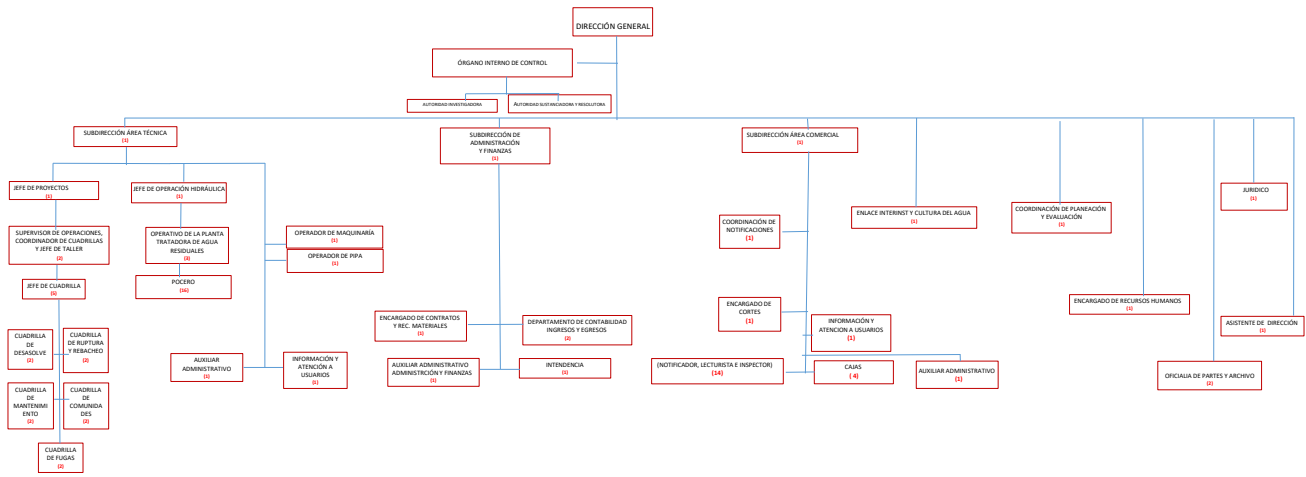 DIRECCIÓN GENERAL
ÓRGANO INTERNO DE CONTROL
AUTORIDAD INVESTIGADORA
AUTORIDAD SUSTANCIADORA Y RESOLUTORA
SUBDIRECCIÓN ÁREA TÉCNICA
(1)
SUBDIRECCIÓN DE
ADMINISTRACIÓN
Y FINANZAS
(1)
SUBDIRECCIÓN ÁREA COMERCIAL
(1)
JEFE DE PROYECTOS
(1)
JEFE DE OPERACIÓN HIDRÁULICA
(1)
JURIDICO
(1)
ENLACE INTERINST Y CULTURA DEL AGUA
(1)
COORDINACIÓN DE PLANEACIÓN
Y EVALUACIÓN
(1)
COORDINACIÓN DE
NOTIFICACIONES
(1)
SUPERVISOR DE OPERACIONES,
COORDINADOR DE CUADRILLAS
Y JEFE DE TALLER
(2)
OPERATIVO DE LA PLANTA
TRATADORA DE AGUA
RESIDUALES
(3)
OPERADOR DE MAQUINARÍA
(1)
OPERADOR DE PIPA
(1)
JEFE DE CUADRILLA
(5)
POCERO
(16)
ENCARGADO DE RECURSOS HUMANOS
(1)
ENCARGADO DE
CORTES
(1)
ENCARGADO DE CONTRATOS
Y REC. MATERIALES
(1)
DEPARTAMENTO DE CONTABILIDAD
INGRESOS Y EGRESOS
(2)
INFORMACIÓN Y
ATENCION A USUARIOS
(1)
ASISTENTE DE DIRECCIÓN
(1)
CUADRILLA
DE
DESASOLVE
(2)
CUADRILLA
DE RUPTURA
Y REBACHEO
(2)
AUXILIAR
ADMINISTRATIVO
(1)
INFORMACIÓN Y
ATENCIÓN A
USUARIOS
(1)
AUXILIAR ADMINISTRATIVO
ADMINISTRCIÓN Y FINANZAS
(1)
INTENDENCIA
(1)
(NOTIFICADOR, LECTURISTA E INSPECTOR)
(14)
CAJAS
( 4)
AUXILIAR ADMINISTRATIVO
(1)
OFICIALIA DE PARTES Y ARCHIVO
(2)
CUADRILLA
DE
MANTENIMI
ENTO
(2)
CUADRILLA
DE
COMUNIDA
DES
(2)
CUADRILLA
DE FUGAS
(2)